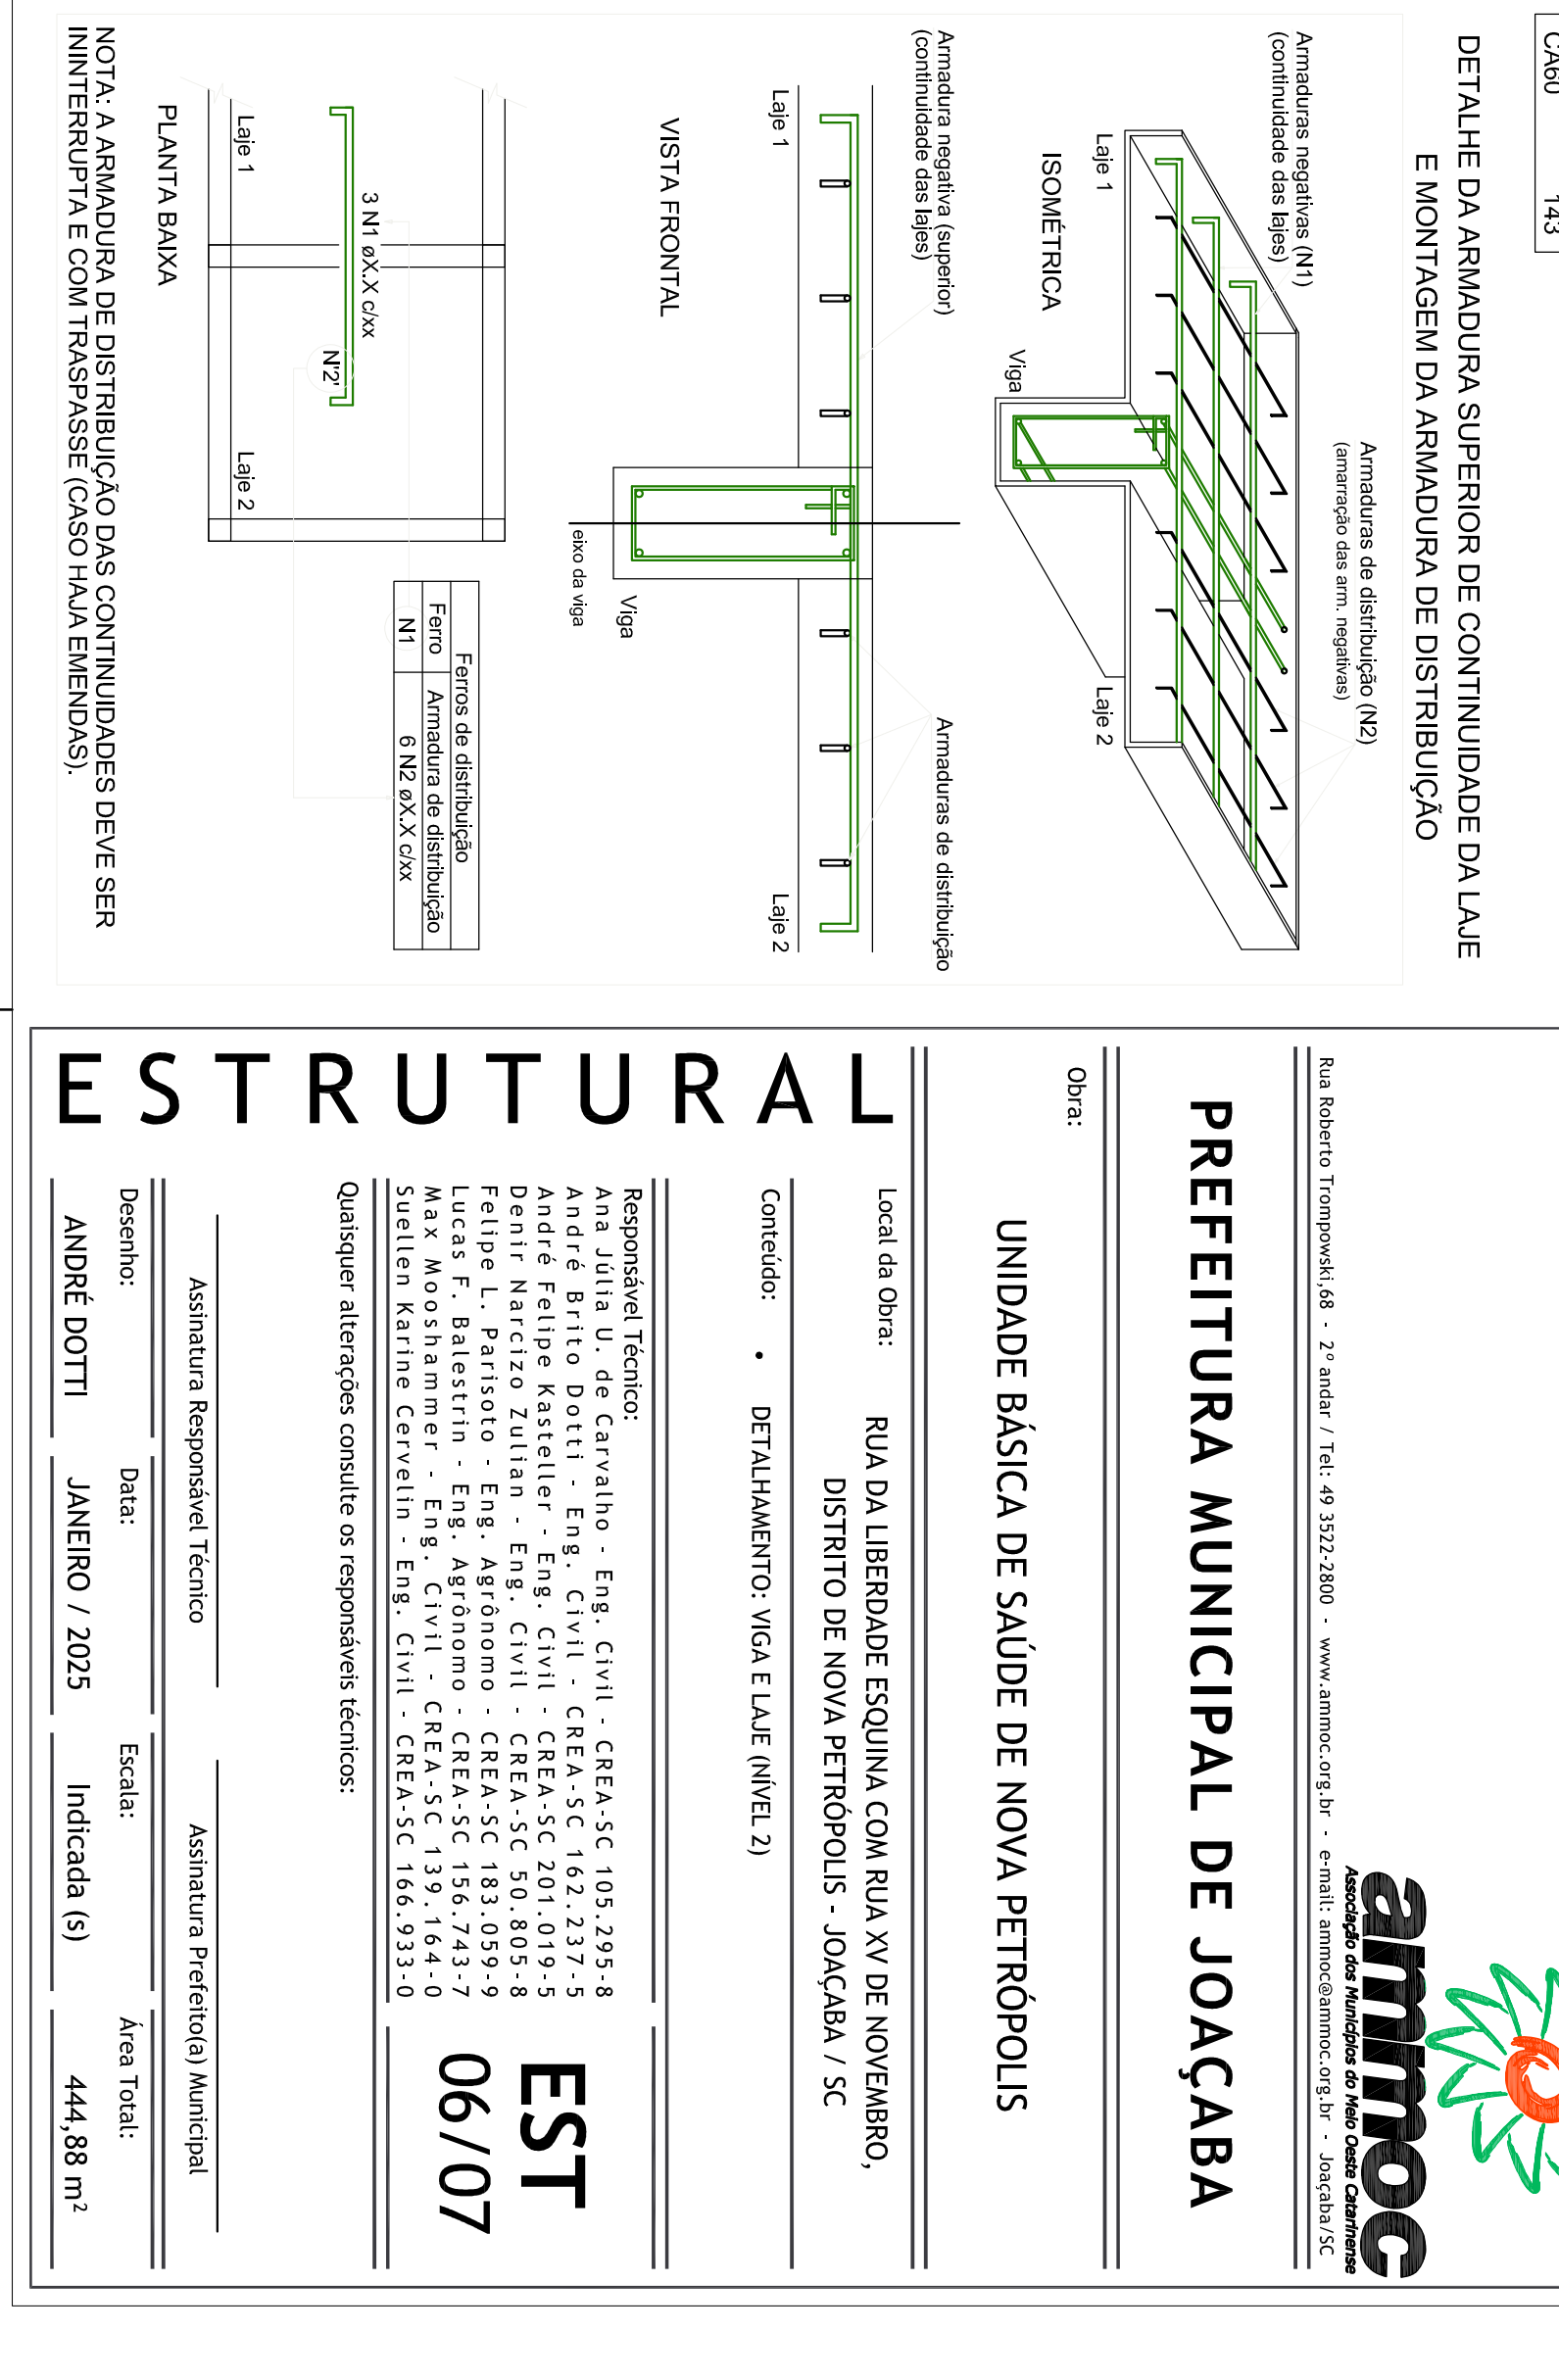 CA60 143
DETALHE DA ARMADURA SUPERIOR DE CONTINUIDADE DA LAJE
E MONTAGEM DA ARMADURA DE DISTRIBUIÇÃO
Armaduras de distribuição (N2)
(amarração das arm. negativas)
Armaduras negativas (N1)
(continuidade das lajes)
Laje 1
Laje 2
ISOMÉTRICA
Viga
Armadura negativa (superior)
(continuidade das lajes)
Armaduras de distribuição
Laje 1
Laje 2
VISTA FRONTAL
Viga
eixo da viga
Ferros de distribuição
Ferro Armadura de distribuição
N1 6 N2 øX.X c/xx
3 N1 øX.X c/xx
N'2'
Laje 1
Laje 2
PLANTA BAIXA
NOTA: A ARMADURA DE DISTRIBUIÇÃO DAS CONTINUIDADES DEVE SER
ININTERRUPTA E COM TRASPASSE (CASO HAJA EMENDAS).
ammoc
Associação dos Municípios do Meio Oeste Catarinense
Rua Roberto Trompowski,68 - 2º andar / Tel: 49 3522-2800 - www.ammoc.org.br - e-mail: ammoc@ammoc.org.br - Joaçaba/SC
PREFEITURA MUNICIPAL DE JOAÇABA
Obra:
UNIDADE BÁSICA DE SAÚDE DE NOVA PETRÓPOLIS
ESTRUTURAL
Local da Obra:
RUA DA LIBERDADE ESQUINA COM RUA XV DE NOVEMBRO,
DISTRITO DE NOVA PETRÓPOLIS - JOAÇABA / SC
Conteúdo:
• DETALHAMENTO: VIGA E LAJE (NÍVEL 2)
Responsável Técnico:
Ana Júlia U. de Carvalho - Eng. Civil - CREA-SC 105.295-8
André Brito Dotti - Eng. Civil - CREA-SC 162.237-5
André Felipe Kasteller - Eng. Civil - CREA-SC 201.019-5
Denir Narcizo Zulian - Eng. Civil - CREA-SC 50.805-8
Felipe L. Parisoto - Eng. Agrônomo - CREA-SC 183.059-9
Lucas F. Balestrin - Eng. Agrônomo - CREA-SC 156.743-7
Max Mooshammer - Eng. Civil - CREA-SC 139.164-0
Suellen Karine Cervelin - Eng. Civil - CREA-SC 166.933-0
EST
06/07
Quaisquer alterações consulte os responsáveis técnicos:
Assinatura Responsável Técnico
Assinatura Prefeito(a) Municipal
Desenho:
ANDRÉ DOTTI
Data:
JANEIRO / 2025
Escala:
Indicada (s)
Área Total:
444,88 m²